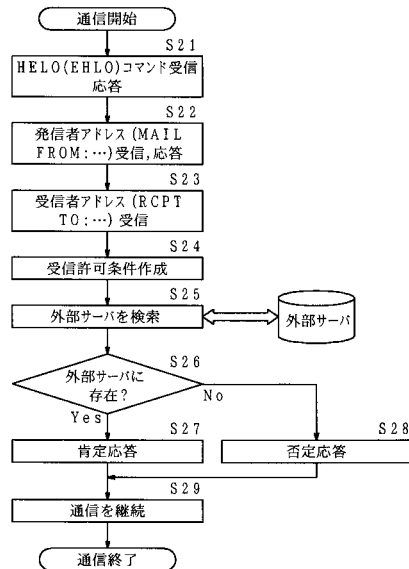 通信開始
S21
HELO(EHLO)コマンド受信
応答
S22
発信者アドレス(MAIL
FROM:…)受信,応答
S23
受信者アドレス(RCPT
TO:…)受信
S24
受信許可条件作成
S25
外部サーバを検索
外部サーバ
S26
外部サーバに
存在?
No
Yes
S27
肯定応答
S28
否定応答
S29
通信を継続
通信終了